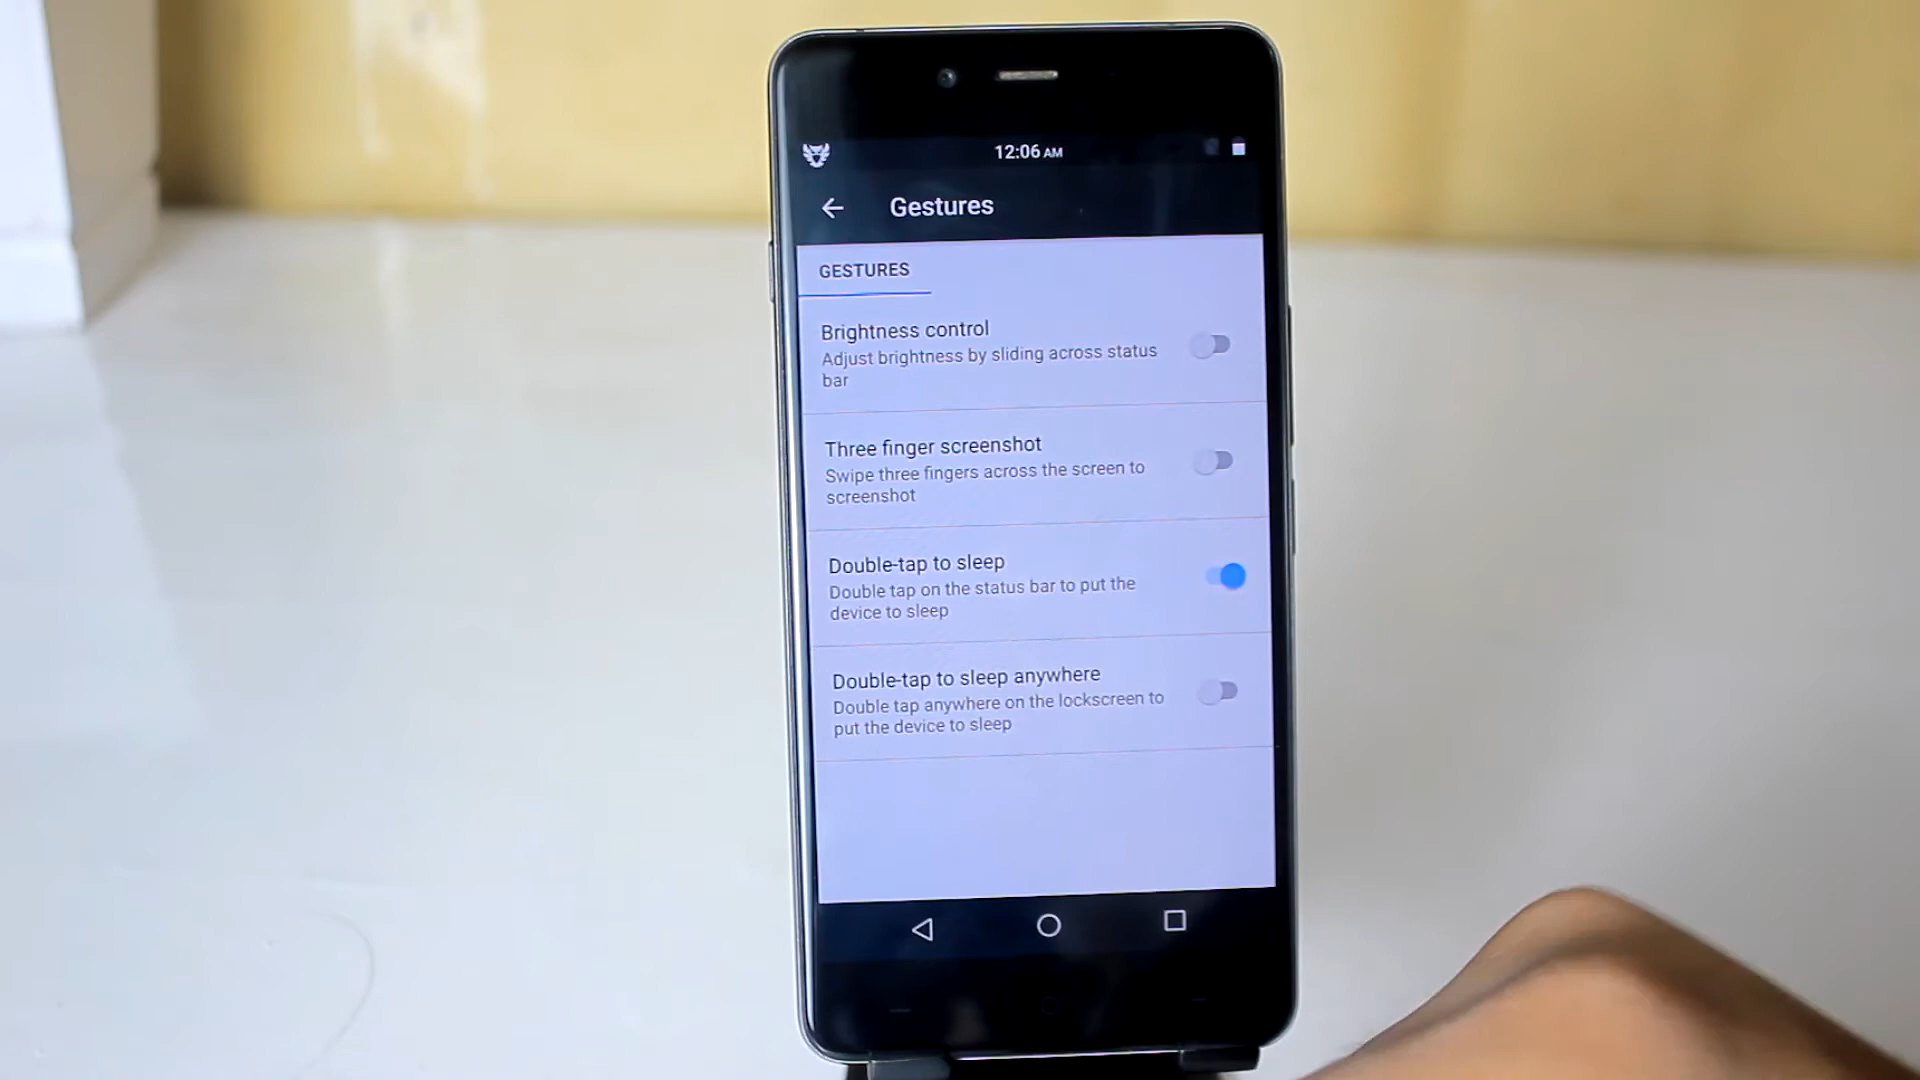 12:06 AM
Gestures
GESTURES
Brightness control
Adjust brightness by sliding across status
bar
Three finger screenshot
Swipe three fingers across the screen to
screenshot
Double-tap to sleep
Double tap on the status bar to put the
device to sleep
Double-tap to sleep anywhere
Double tap anywhere on the lockscreen to
put the device to sleep